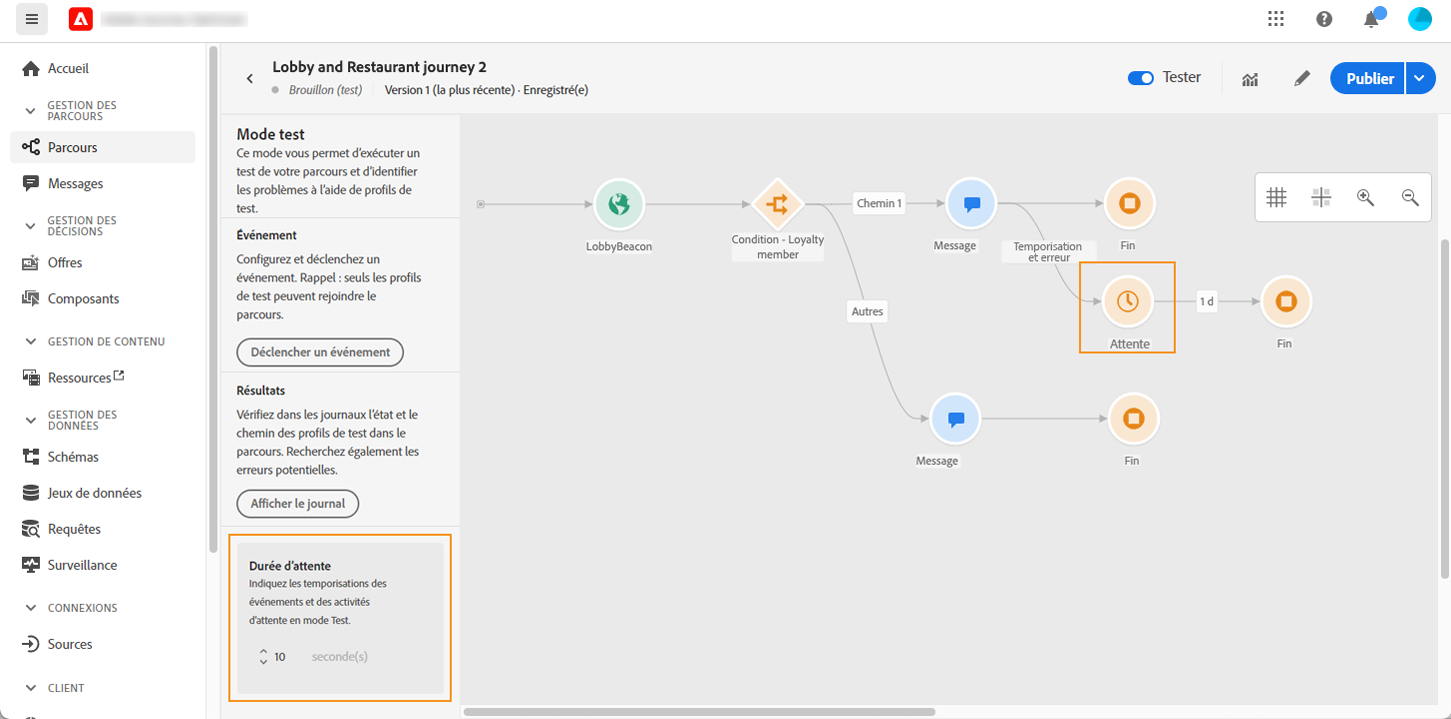 Lobby and Restaurant journey 2
Brouillon (test)
Version 1 (la plus récente) · Enregistré(e)
Tester
Publier
Accueil
GESTION DES
PARCOURS
Parcours
Messages
GESTION DES
DÉCISIONS
Offres
Composants
GESTION DE CONTENU
Ressources
GESTION DES
DONNÉES
Schémas
Jeux de données
Requêtes
Surveillance
CONNEXIONS
Sources
CLIENT
Mode test
Ce mode vous permet d’exécuter un
test de votre parcours et d’identifier
les problèmes à l’aide de profils de
test.
Événement
Configurez et déclenchez un
événement. Rappel : seuls les profils
de test peuvent rejoindre le
parcours.
Déclencher un événement
Résultats
Vérifiez dans les journaux l’état et le
chemin des profils de test dans le
parcours. Recherchez également les
erreurs potentielles.
Afficher le journal
Durée d’attente
Indiquez les temporisations des
événements et des activités
d’attente en mode Test.
10 seconde(s)
LobbyBeacon
Condition - Loyalty
member
Chemin 1
Message
Temporisation
et erreur
Fin
Autres
Attente
1 d
Fin
Message
Fin